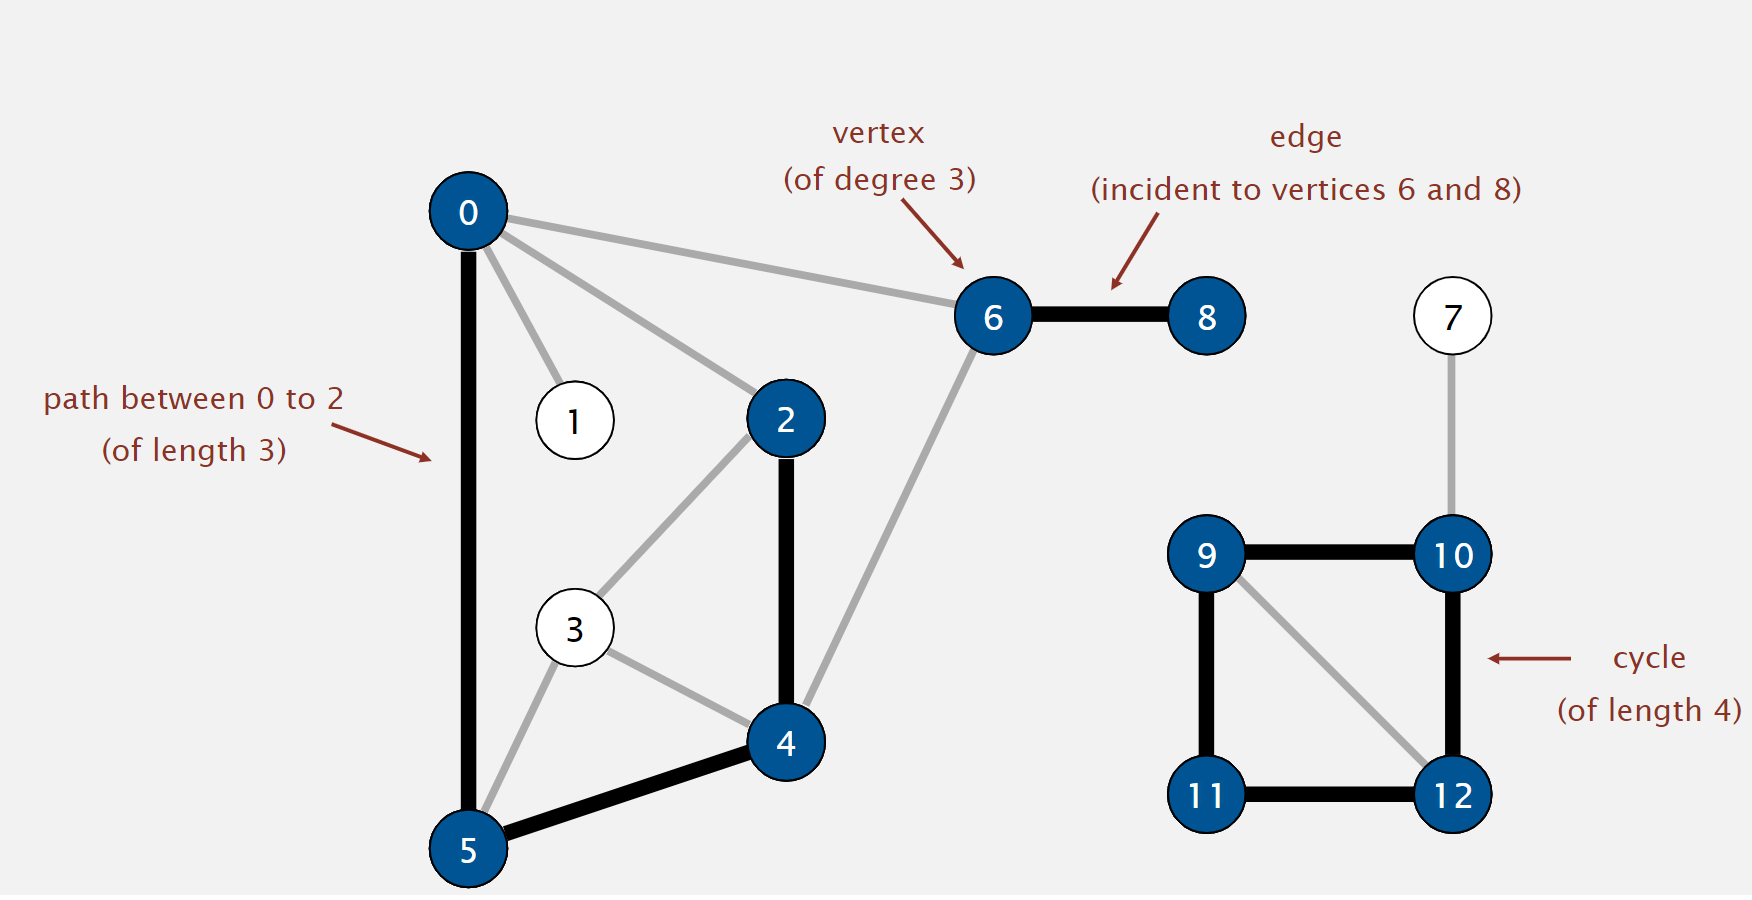 vertex
(of degree 3)
edge
(incident to vertices 6 and 8)
0
6
8
7
path between 0 to 2
(of length 3)
1
2
9
10
3
cycle
(of length 4)
4
11
12
5